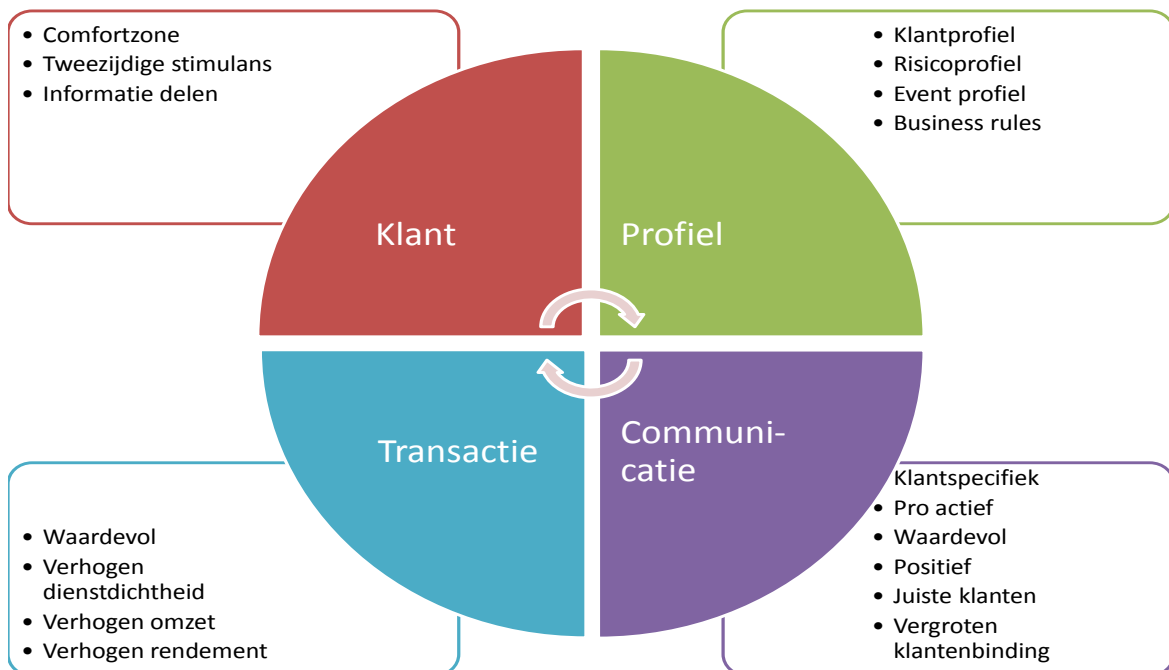 • Comfortzone
• Tweezijdige stimulans
• Informatie delen
• Klantprofiel
• Risicoprofiel
• Event profiel
• Business rules
Klant
Profiel
Transactie
Communi-
catie
• Waardevol
• Verhogen
dienstdichtheid
• Verhogen omzet
• Verhogen rendement
Klantspecifiek
• Pro actief
• Waardevol
• Positief
• Juiste klanten
• Vergroten
klantenbinding